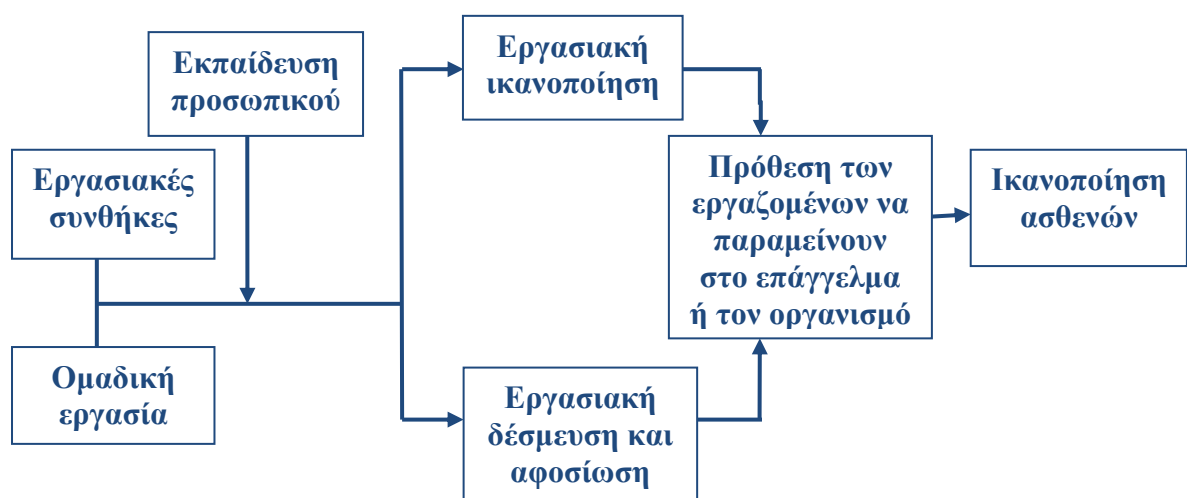 Εκπαίδευση
προσωπικού
Εργασιακές
συνθήκες
Ομαδική
εργασία
Εργασιακή
ικανοποίηση
Εργασιακή
δέσμευση και
αφοσίωση
Πρόθεση των
εργαζομένων να
παραμείνουν
στο επάγγελμα
ή τον οργανισμό
Ικανοποίηση
ασθενών